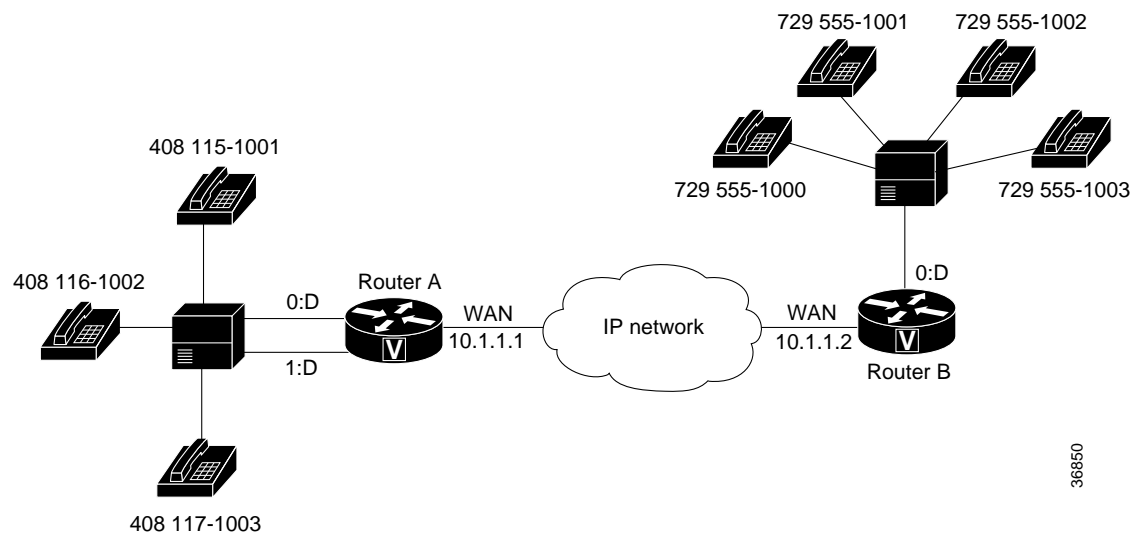 729 555-1001
729 555-1002
408 115-1001
729 555-1000
729 555-1003
408 116-1002
Router A
0:D
0:D
WAN
IP network
WAN
10.1.1.1
10.1.1.2
V
V
1:D
Router B
408 117-1003
36850